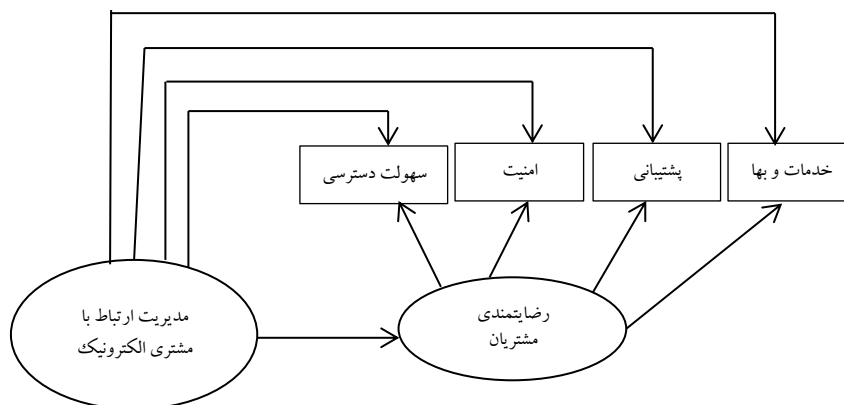 خدمات و بها
پشتیبانی
امنیت
سهولت دسترسی
رضایتمندی
مشتریان
مدیریت ارتباط با
مشتری الکترونیک